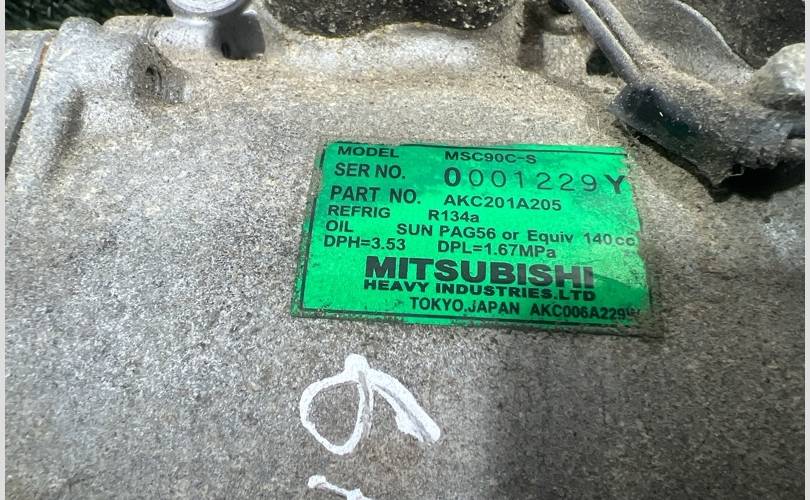 MODEL MSC90C-S
SER NO. 0001229Y
PART NO. AKC201A205
REFRIG R134a
OIL SUN PAG56 or Equiv 140cc
DPH=3.53 DPL=1.67MPa
MITSUBISHI
HEAVY INDUSTRIES.LTD
TOKYO.JAPAN AKC006A229